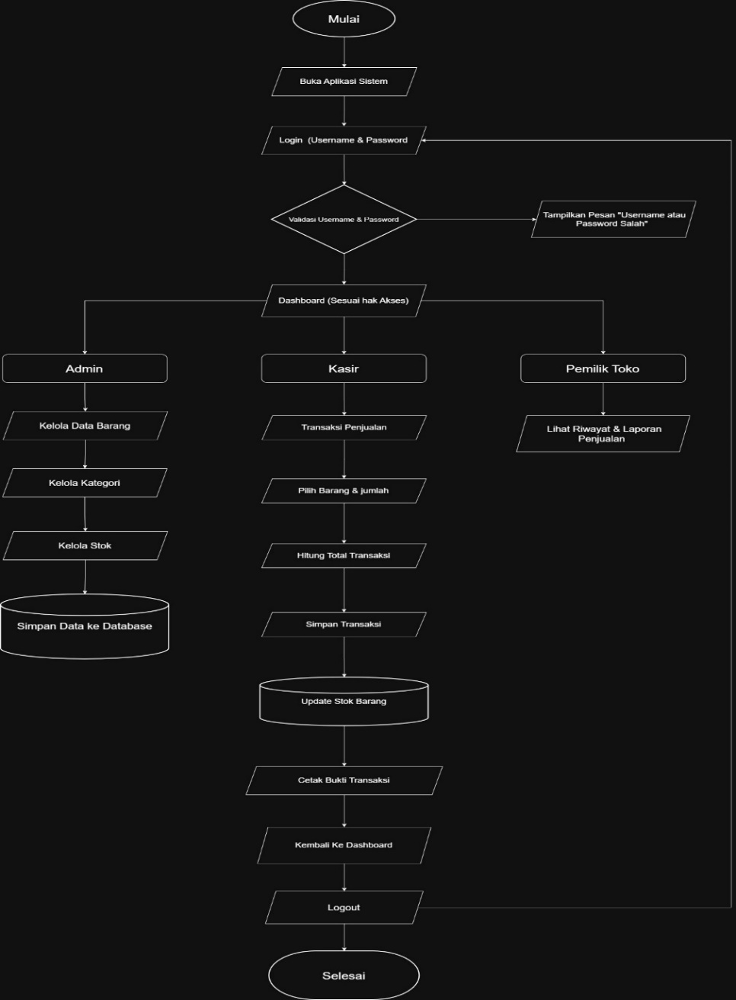 Mulai
Buka Aplikasi Sistem
Login (Username & Password
Validasi Username & Password
Tampilkan Pesan "Username atau
Password Salah"
Dashboard (Sesuai hak Akses)
Admin
Kasir
Pemilik Toko
Kelola Data Barang
Transaksi Penjualan
Lihat Riwayat & Laporan
Penjualan
Kelola Kategori
Pilih Barang & jumlah
Kelola Stok
Hitung Total Transaksi
Simpan Data ke Database
Simpan Transaksi
Update Stok Barang
Cetak Bukti Transaksi
Kembali Ke Dashboard
Logout
Selesai